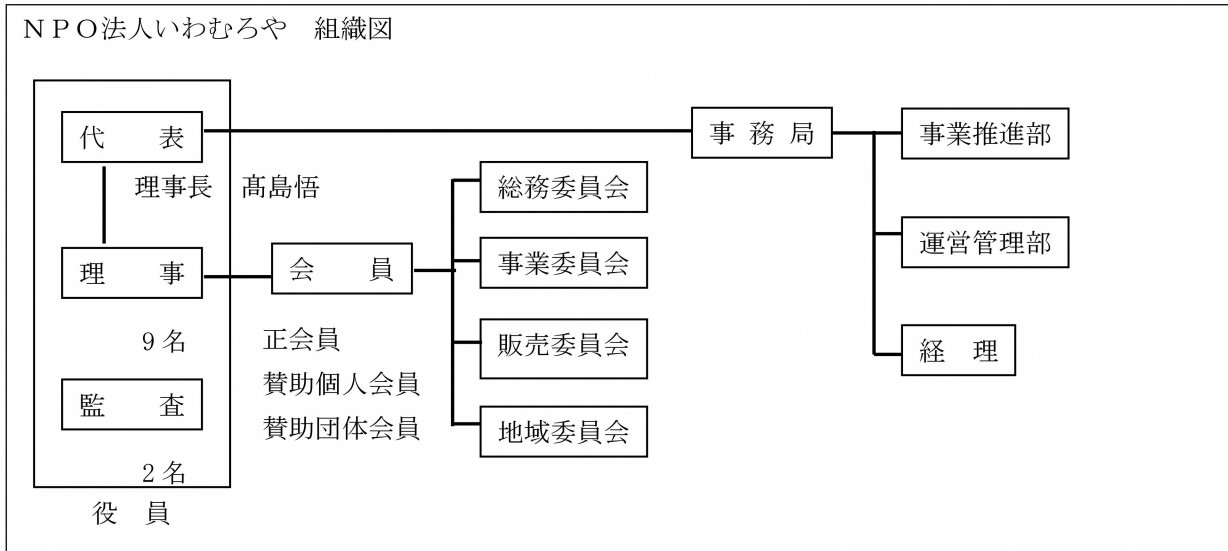 NPO法人いわむろや 組織図
代 表
理事長 髙島悟
理 事
9名
監 査
2名
役 員
会 員
正会員
賛助個人会員
賛助団体会員
総務委員会
事業委員会
販売委員会
地域委員会
事 務 局
事業推進部
運営管理部
経 理